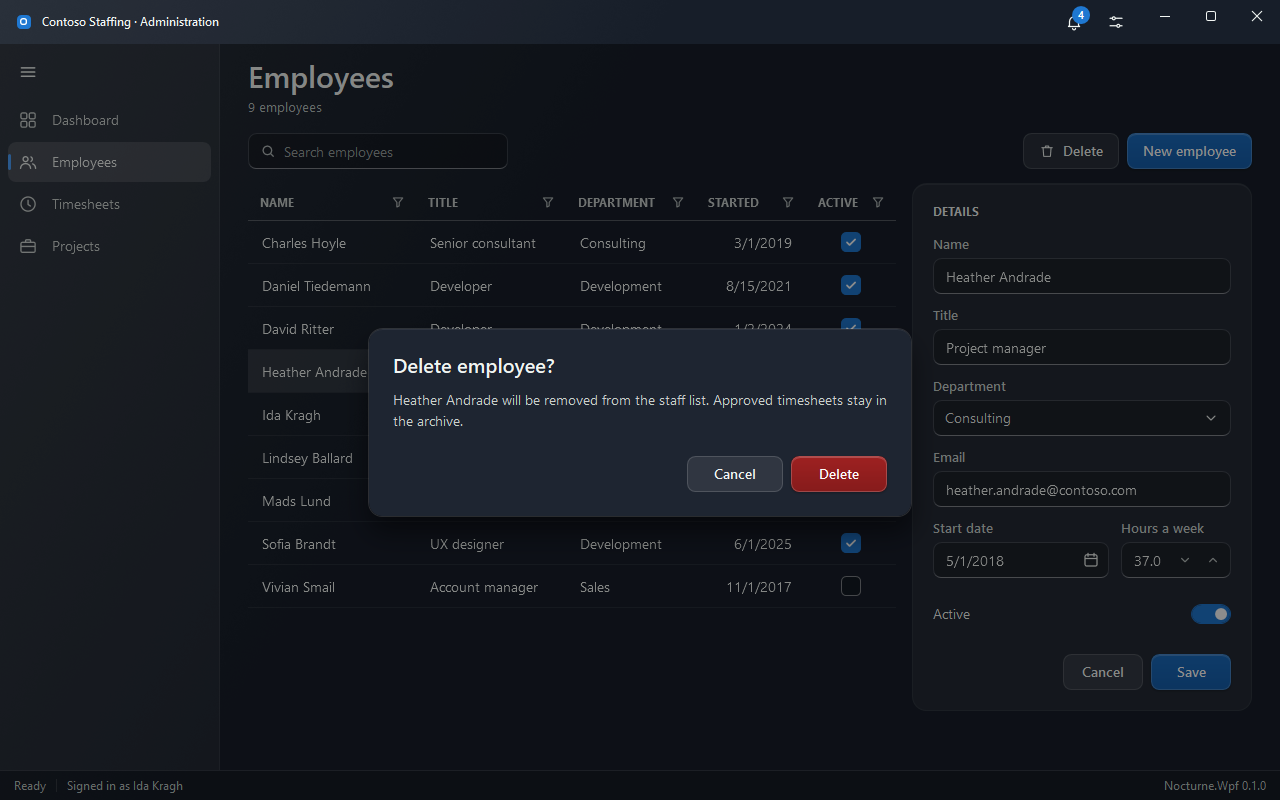 Contoso Staffing · Administration
4
Employees
9 employees
Dashboard
Employees
Timesheets
Projects
Search employees
Delete
New employee
NAME TITLE DEPARTMENT STARTED ACTIVE
Charles Hoyle Senior consultant Consulting 3/1/2019
Daniel Tiedemann Developer Development 8/15/2021
David Ritter Developer Development 1/2/2024
Heather Andrade
Ida Kragh
Lindsey Ballard
Mads Lund
Sofia Brandt UX designer Development 6/1/2025
Vivian Smail Account manager Sales 11/1/2017
Delete employee?
Heather Andrade will be removed from the staff list. Approved timesheets stay in
the archive.
Cancel Delete
DETAILS
Name
Heather Andrade
Title
Project manager
Department
Consulting
Email
heather.andrade@contoso.com
Start date Hours a week
5/1/2018 37.0
Active
Cancel Save
Ready Signed in as Ida Kragh Nocturne.Wpf 0.1.0